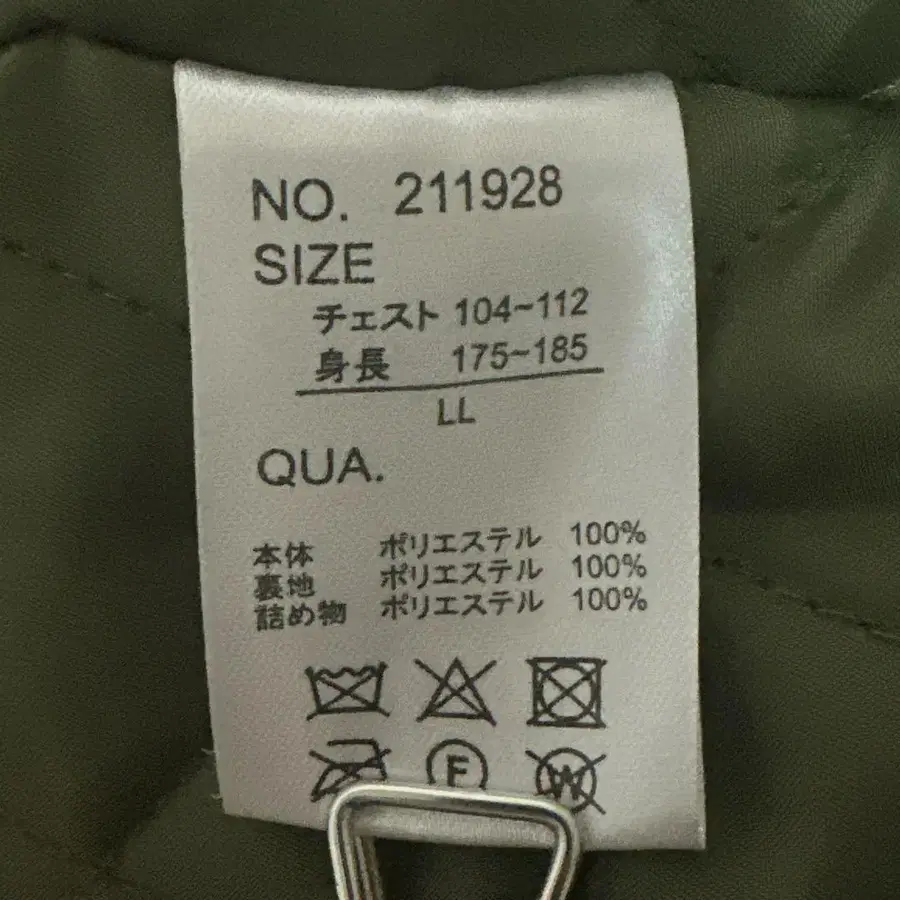 NO. 211928
SIZE
チェスト 104~112
身長 175~185
LL
QUA.
本体 ポリエステル 100%
裏地 ポリエステル 100%
詰め物 ポリエステル 100%
F W